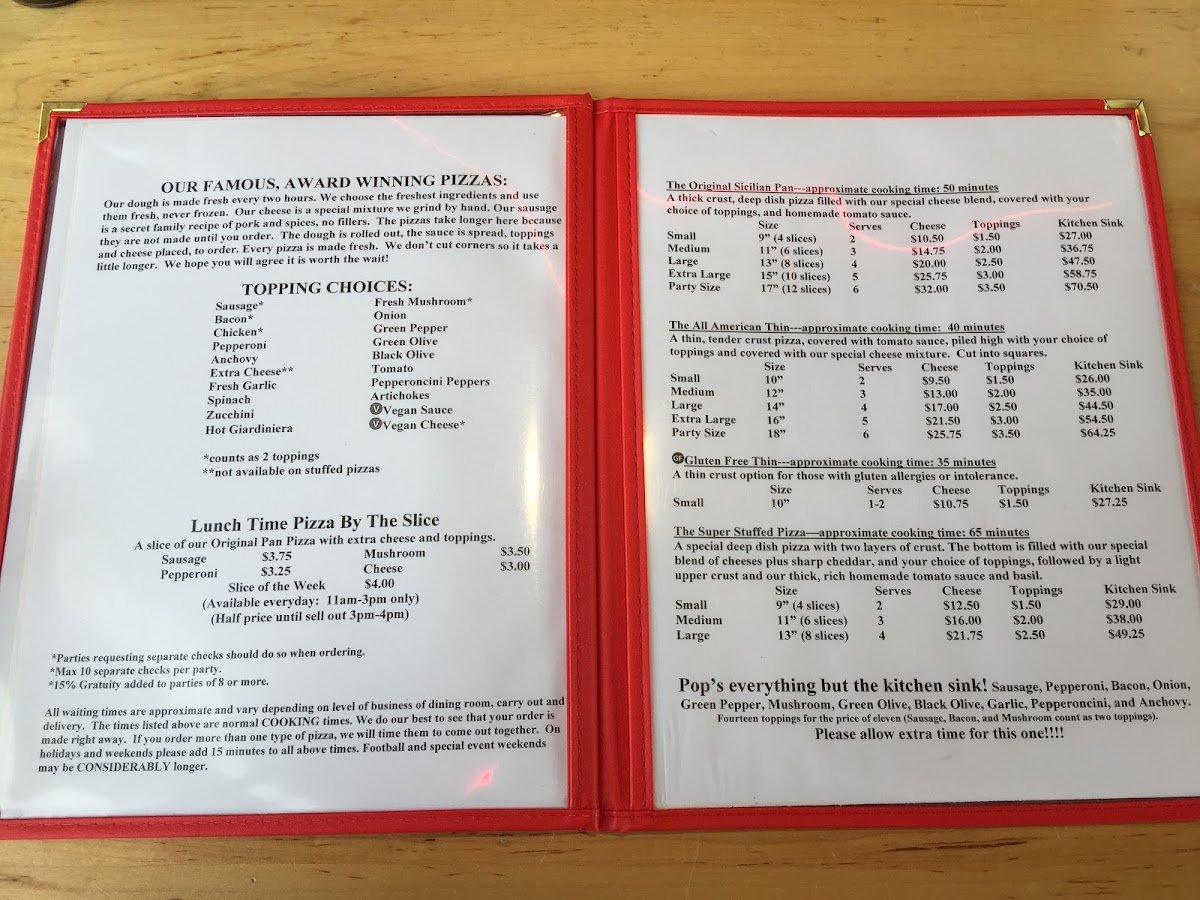 OUR FAMOUS, AWARD WINNING PIZZAS:
Our dough is made fresh every two hours. We choose the freshest ingredients and use
them fresh, never frozen. Our cheese is a special mixture we grind by hand. Our sausage
is a secret family recipe of pork and spices, no fillers. The pizzas take longer here because
they are not made until you order. The dough is rolled out, the sauce is spread, toppings
and cheese placed, to order. Every pizza is made fresh. We don't cut corners so it takes a
little longer. We hope you will agree it is worth the wait!
TOPPING CHOICES:
Sausage*
Bacon*
Chicken*
Pepperoni
Anchovy
Extra Cheese**
Fresh Garlic
Spinach
Zucchini
Hot Giardiniera
Fresh Mushroom*
Onion
Green Pepper
Green Olive
Black Olive
Tomato
Pepperoncini Peppers
Artichokes
V Vegan Sauce
V Vegan Cheese*
*counts as 2 toppings
**not available on stuffed pizzas
Lunch Time Pizza By The Slice
A slice of our Original Pan Pizza with extra cheese and toppings.
Sausage $3.75 Mushroom $3.50
Pepperoni $3.25 Cheese $3.00
Slice of the Week $4.00
(Available everyday: 11am-3pm only)
(Half price until sell out 3pm-4pm)
*Parties requesting separate checks should do so when ordering.
*Max 10 separate checks per party.
*15% Gratuity added to parties of 8 or more.
All waiting times are approximate and vary depending on level of business of dining room, carry out and
delivery. The times listed above are normal COOKING times. We do our best to see that your order is
made right away. If you order more than one type of pizza, we will time them to come out together. On
holidays and weekends please add 15 minutes to all above times. Football and special event weekends
may be CONSIDERABLY longer.
The Original Sicilian Pan---approximate cooking time: 50 minutes
A thick crust, deep dish pizza filled with our special cheese blend, covered with your
choice of toppings, and homemade tomato sauce.
Size Serves Cheese Toppings Kitchen Sink
Small 9" (4 slices) 2 $10.50 $1.50 $27.00
Medium 11" (6 slices) 3 $14.75 $2.00 $36.75
Large 13" (8 slices) 4 $20.00 $2.50 $47.50
Extra Large 15" (10 slices) 5 $25.75 $3.00 $58.75
Party Size 17" (12 slices) 6 $32.00 $3.50 $70.50
The All American Thin---approximate cooking time: 40 minutes
A thin, tender crust pizza, covered with tomato sauce, piled high with your choice of
toppings and covered with our special cheese mixture. Cut into squares.
Size Serves Cheese Toppings Kitchen Sink
Small 10" 2 $9.50 $1.50 $26.00
Medium 12" 3 $13.00 $2.00 $35.00
Large 14" 4 $17.00 $2.50 $44.50
Extra Large 16" 5 $21.50 $3.00 $54.50
Party Size 18" 6 $25.75 $3.50 $64.25
GF Gluten Free Thin---approximate cooking time: 35 minutes
A thin crust option for those with gluten allergies or intolerance.
Size Serves Cheese Toppings Kitchen Sink
Small 10" 1-2 $10.75 $1.50 $27.25
The Super Stuffed Pizza—approximate cooking time: 65 minutes
A special deep dish pizza with two layers of crust. The bottom is filled with our special
blend of cheeses plus sharp cheddar, and your choice of toppings, followed by a light
upper crust and our thick, rich homemade tomato sauce and basil.
Size Serves Cheese Toppings Kitchen Sink
Small 9" (4 slices) 2 $12.50 $1.50 $29.00
Medium 11" (6 slices) 3 $16.00 $2.00 $38.00
Large 13" (8 slices) 4 $21.75 $2.50 $49.25
Pop's everything but the kitchen sink! Sausage, Pepperoni, Bacon, Onion,
Green Pepper, Mushroom, Green Olive, Black Olive, Garlic, Pepperoncini, and Anchovy.
Fourteen toppings for the price of eleven (Sausage, Bacon, and Mushroom count as two toppings).
Please allow extra time for this one!!!!